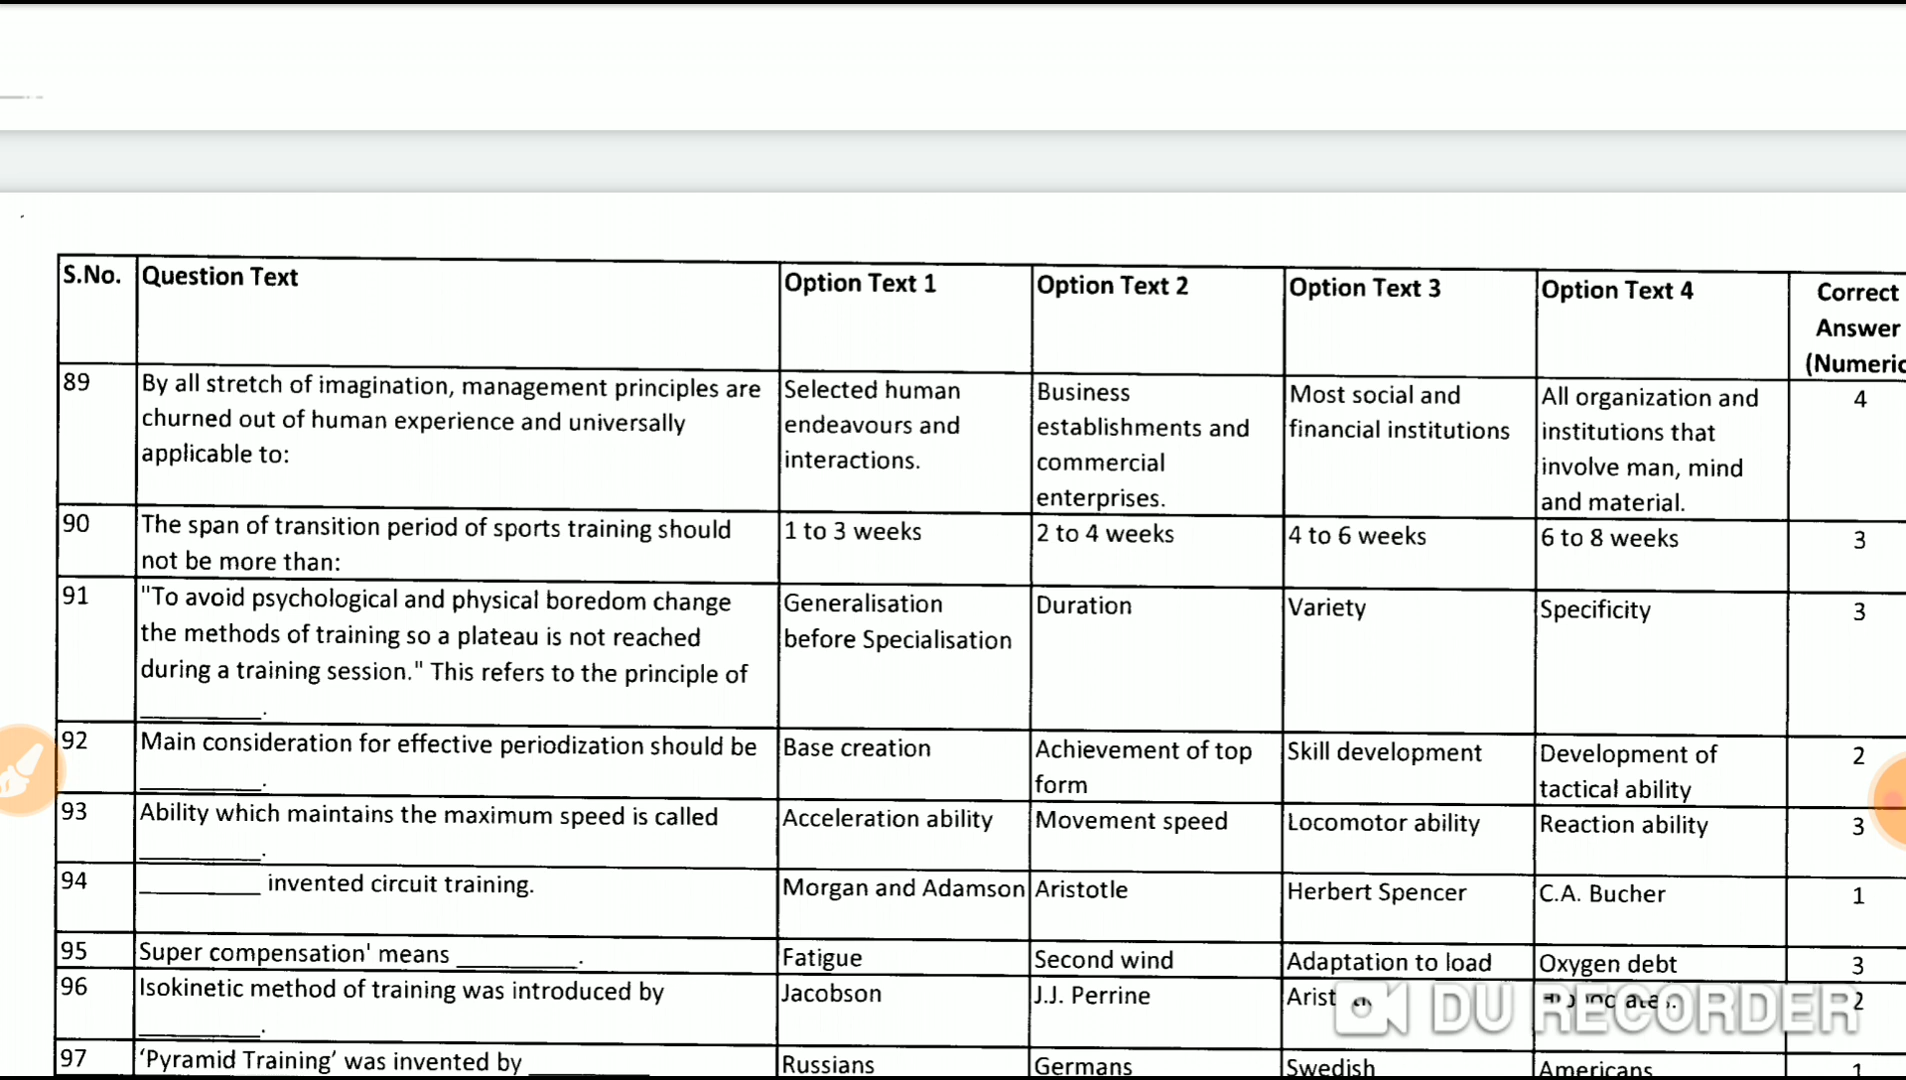 S.No. Question Text Option Text 1 Option Text 2 Option Text 3 Option Text 4 Correct
Answer
(Numeric
89 By all stretch of imagination, management principles are Selected human Business Most social and All organization and 4
churned out of human experience and universally endeavours and establishments and financial institutions institutions that
applicable to: interactions. commercial involve man, mind
enterprises. and material.
90 The span of transition period of sports training should 1 to 3 weeks 2 to 4 weeks 4 to 6 weeks 6 to 8 weeks 3
not be more than:
91 "To avoid psychological and physical boredom change Generalisation Duration Variety Specificity 3
the methods of training so a plateau is not reached before Specialisation
during a training session." This refers to the principle of
__________.
92 Main consideration for effective periodization should be Base creation Achievement of top Skill development Development of 2
__________. form tactical ability
93 Ability which maintains the maximum speed is called Acceleration ability Movement speed Locomotor ability Reaction ability 3
__________.
94 __________ invented circuit training. Morgan and Adamson Aristotle Herbert Spencer C.A. Bucher 1
95 Super compensation' means __________. Fatigue Second wind Adaptation to load Oxygen debt 3
96 Isokinetic method of training was introduced by Jacobson J.J. Perrine 2
__________.
DU RECORDER
97 ‘Pyramid Training’ was invented by __________ Russians Germans Swedish Americans 1